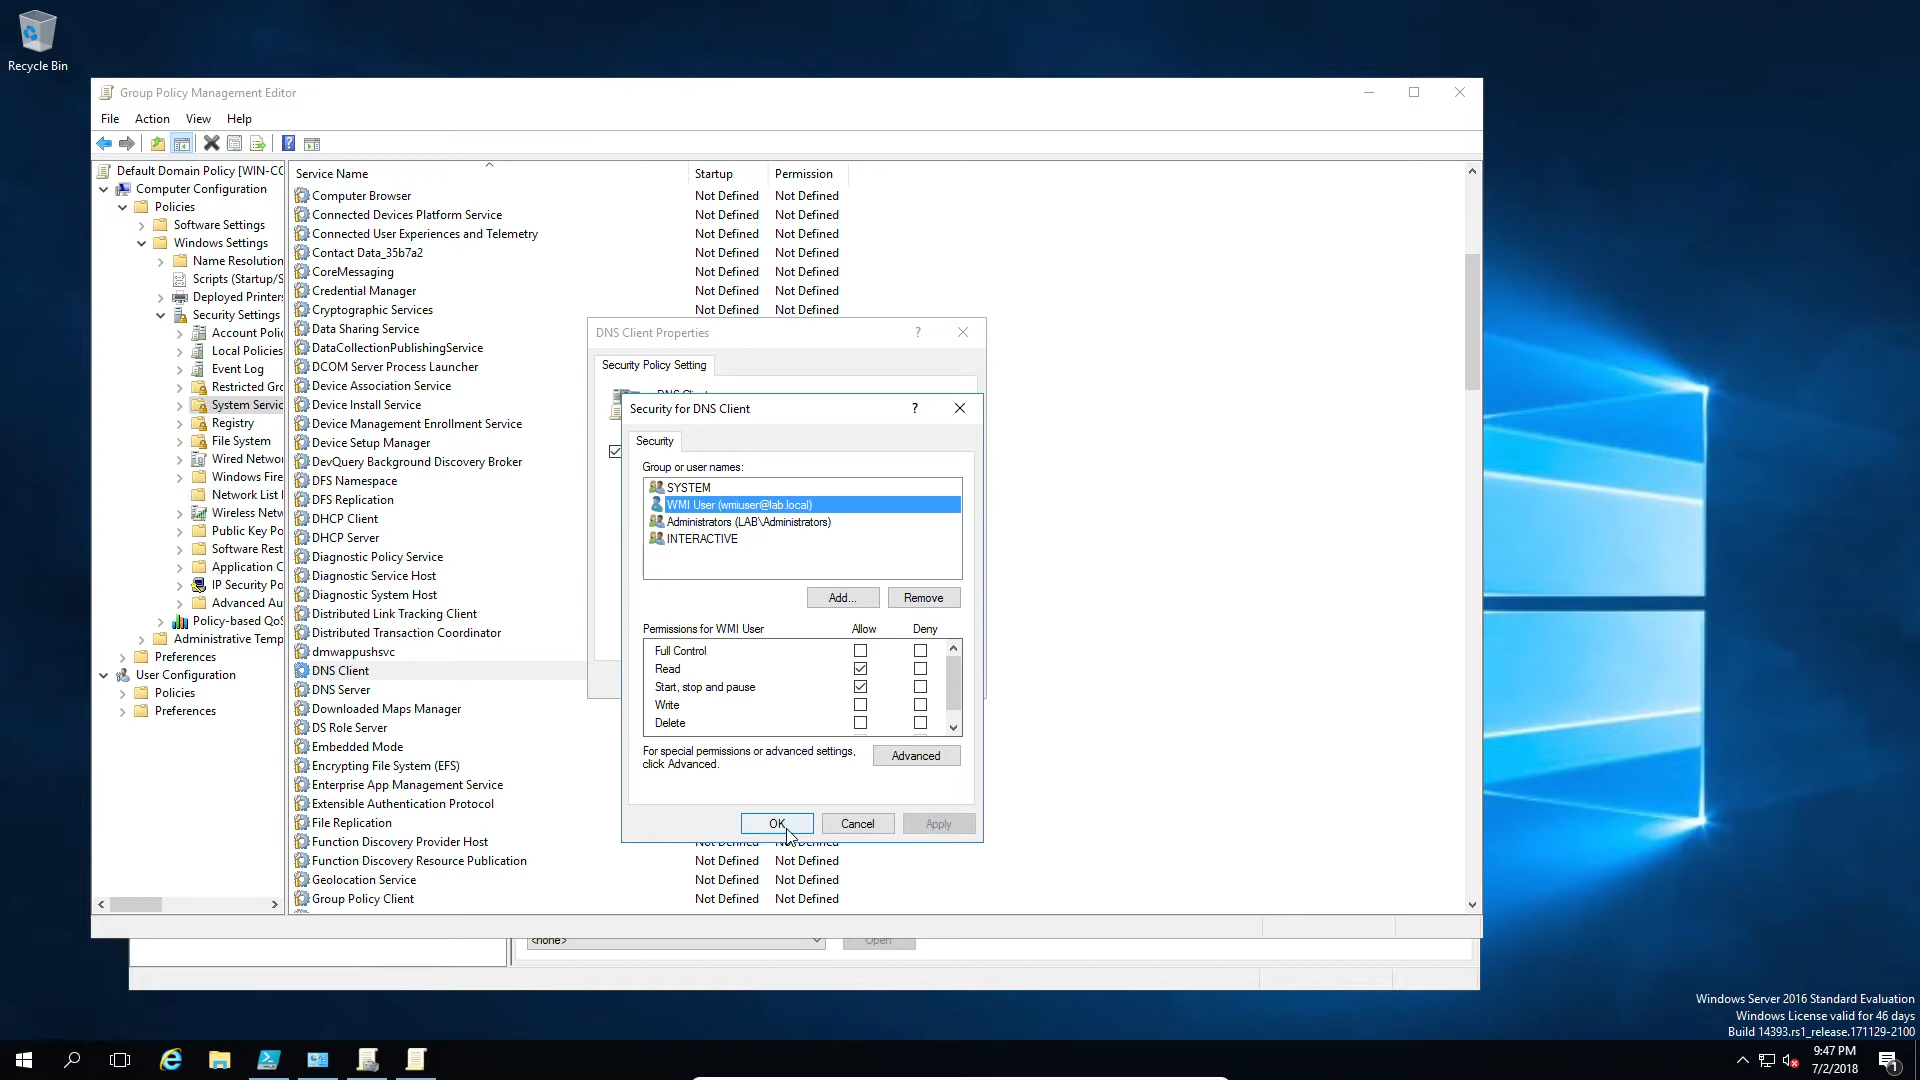 Recycle Bin
Group Policy Management Editor
File Action View Help
Default Domain Policy [WIN-CC
Computer Configuration
Policies
Software Settings
Windows Settings
Name Resolution
Scripts (Startup/S
Deployed Printers
Security Settings
Account Polic
Local Policies
Event Log
Restricted Gro
System Servic
Registry
File System
Wired Networ
Windows Fire
Network List
Wireless Netw
Public Key Po
Software Rest
Application C
IP Security Po
Advanced Au
Policy-based QoS
Administrative Temp
Preferences
User Configuration
Policies
Preferences
Service Name Startup Permission
Computer Browser Not Defined Not Defined
Connected Devices Platform Service Not Defined Not Defined
Connected User Experiences and Telemetry Not Defined Not Defined
Contact Data_35b7a2 Not Defined Not Defined
CoreMessaging Not Defined Not Defined
Credential Manager Not Defined Not Defined
Cryptographic Services Not Defined Not Defined
Data Sharing Service
DataCollectionPublishingService
DCOM Server Process Launcher
Device Association Service
Device Install Service
Device Management Enrollment Service
Device Setup Manager
DevQuery Background Discovery Broker
DFS Namespace
DFS Replication
DHCP Client
DHCP Server
Diagnostic Policy Service
Diagnostic Service Host
Diagnostic System Host
Distributed Link Tracking Client
Distributed Transaction Coordinator
dmwappushsvc
DNS Client
DNS Server
Downloaded Maps Manager
DS Role Server
Embedded Mode
Encrypting File System (EFS)
Enterprise App Management Service
Extensible Authentication Protocol
File Replication
Function Discovery Provider Host Not Defined Not Defined
Function Discovery Resource Publication Not Defined Not Defined
Geolocation Service Not Defined Not Defined
Group Policy Client Not Defined Not Defined
DNS Client Properties
Security Policy Setting
DNS Client
Security for DNS Client
Security
Group or user names:
SYSTEM
WMI User (wmiuser@lab.local)
Administrators (LAB\Administrators)
INTERACTIVE
Add... Remove
Permissions for WMI User Allow Deny
Full Control
Read
Start, stop and pause
Write
Delete
For special permissions or advanced settings,
click Advanced.
Advanced
OK Cancel Apply
<none> Open
Windows Server 2016 Standard Evaluation
Windows License valid for 46 days
Build 14393.rs1_release.171129-2100
9:47 PM
7/2/2018
1